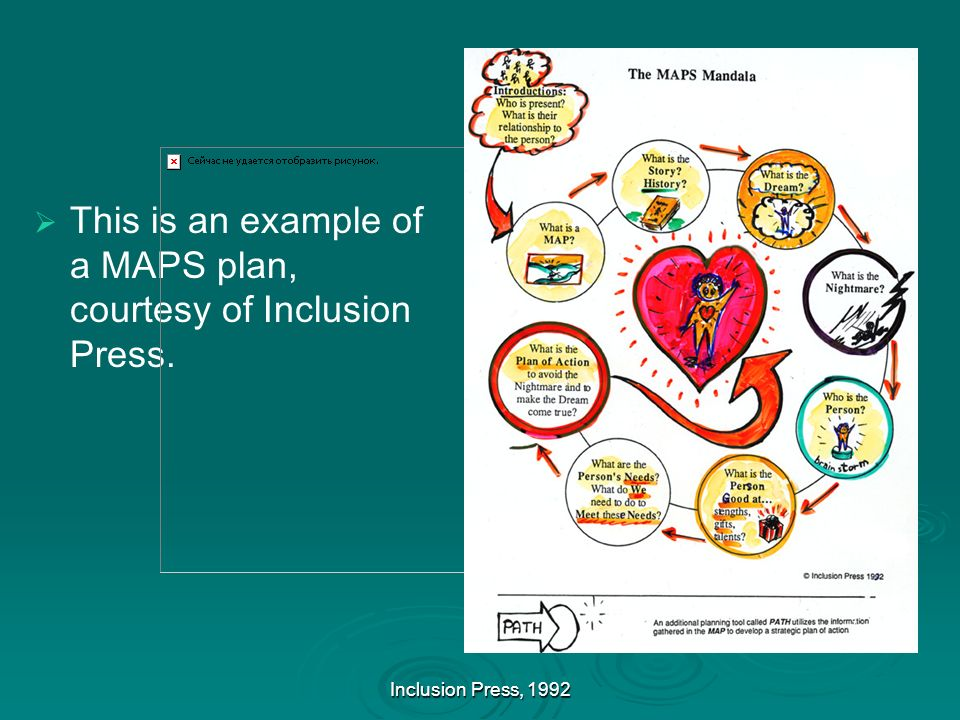 Сейчас не удается отобразить рисунок.
This is an example of
a MAPS plan,
courtesy of Inclusion
Press.
The MAPS Mandala
Introductions:
Who is present?
What is their
relationship to
the person?
What is a
MAP?
What is the
Story?
History?
What is the
Dream?
What is the
Nightmare?
Who is the
Person?
brain storm
What is the
Person
Good at...
stengths,
gifts,
talents?
What are the
Person's Needs?
What do We
need to do to
Meet these Needs?
What is the
Plan of Action
to avoid the
Nightmare and to
make the Dream
come true?
© Inclusion Press 1992
PATH
An additional planning tool called PATH utilizes the information
gathered in the MAP to develop a strategic plan of action
Inclusion Press, 1992